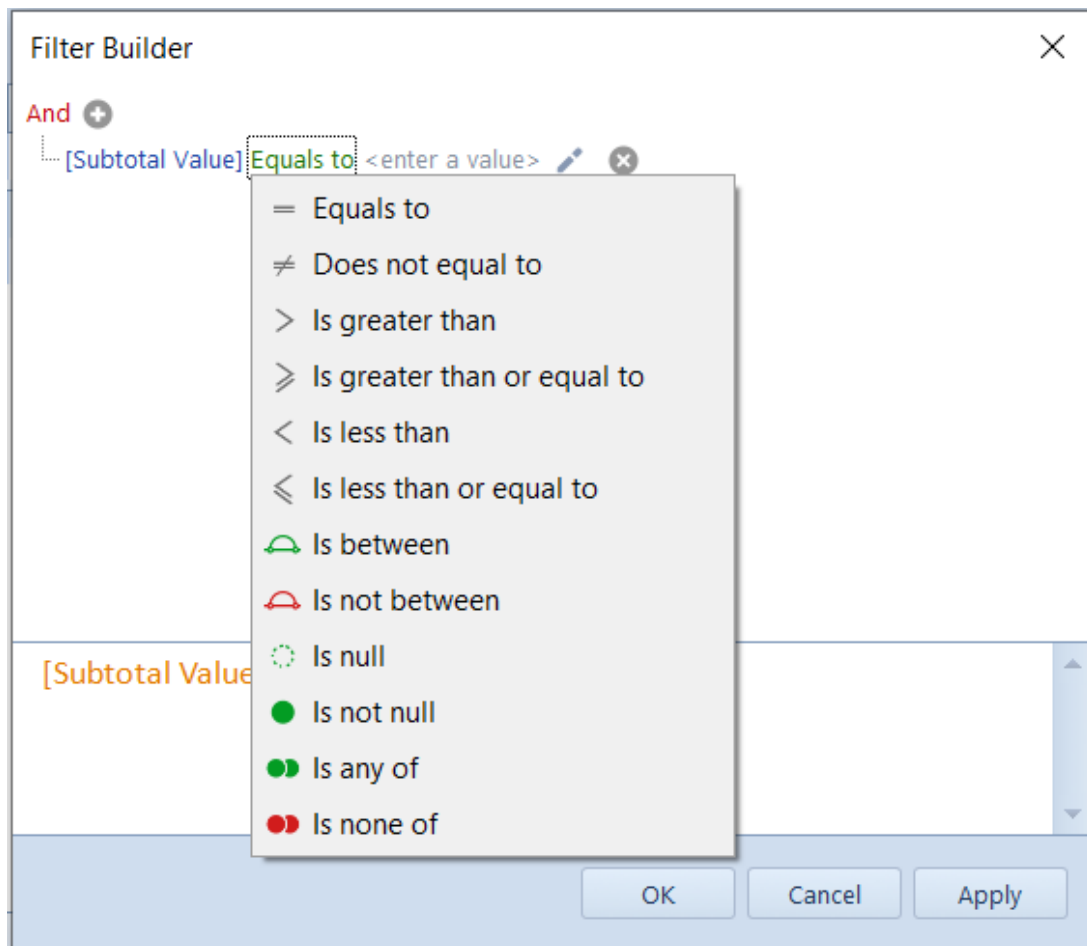 Filter Builder
And
[Subtotal Value] Equals to <enter a value>
= Equals to
≠ Does not equal to
> Is greater than
⩾ Is greater than or equal to
< Is less than
⩽ Is less than or equal to
Is between
Is not between
Is null
[Subtotal Value
Is not null
Is any of
Is none of
OK Cancel Apply